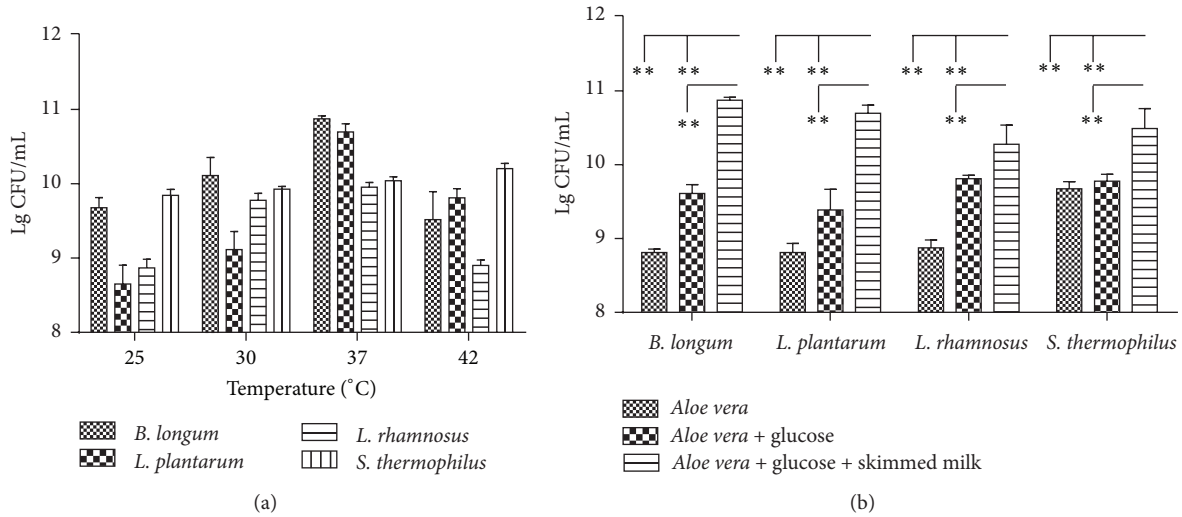 12
11
10
9
8
Lg CFU/mL
25 30 37 42
Temperature (°C)
B. longum
L. plantarum
L. rhamnosus
S. thermophilus
(a)
12
11
10
9
8
Lg CFU/mL
** ** ** ** ** ** ** **
** ** ** **
B. longum L. plantarum L. rhamnosus S. thermophilus
Aloe vera
Aloe vera + glucose
Aloe vera + glucose + skimmed milk
(b)